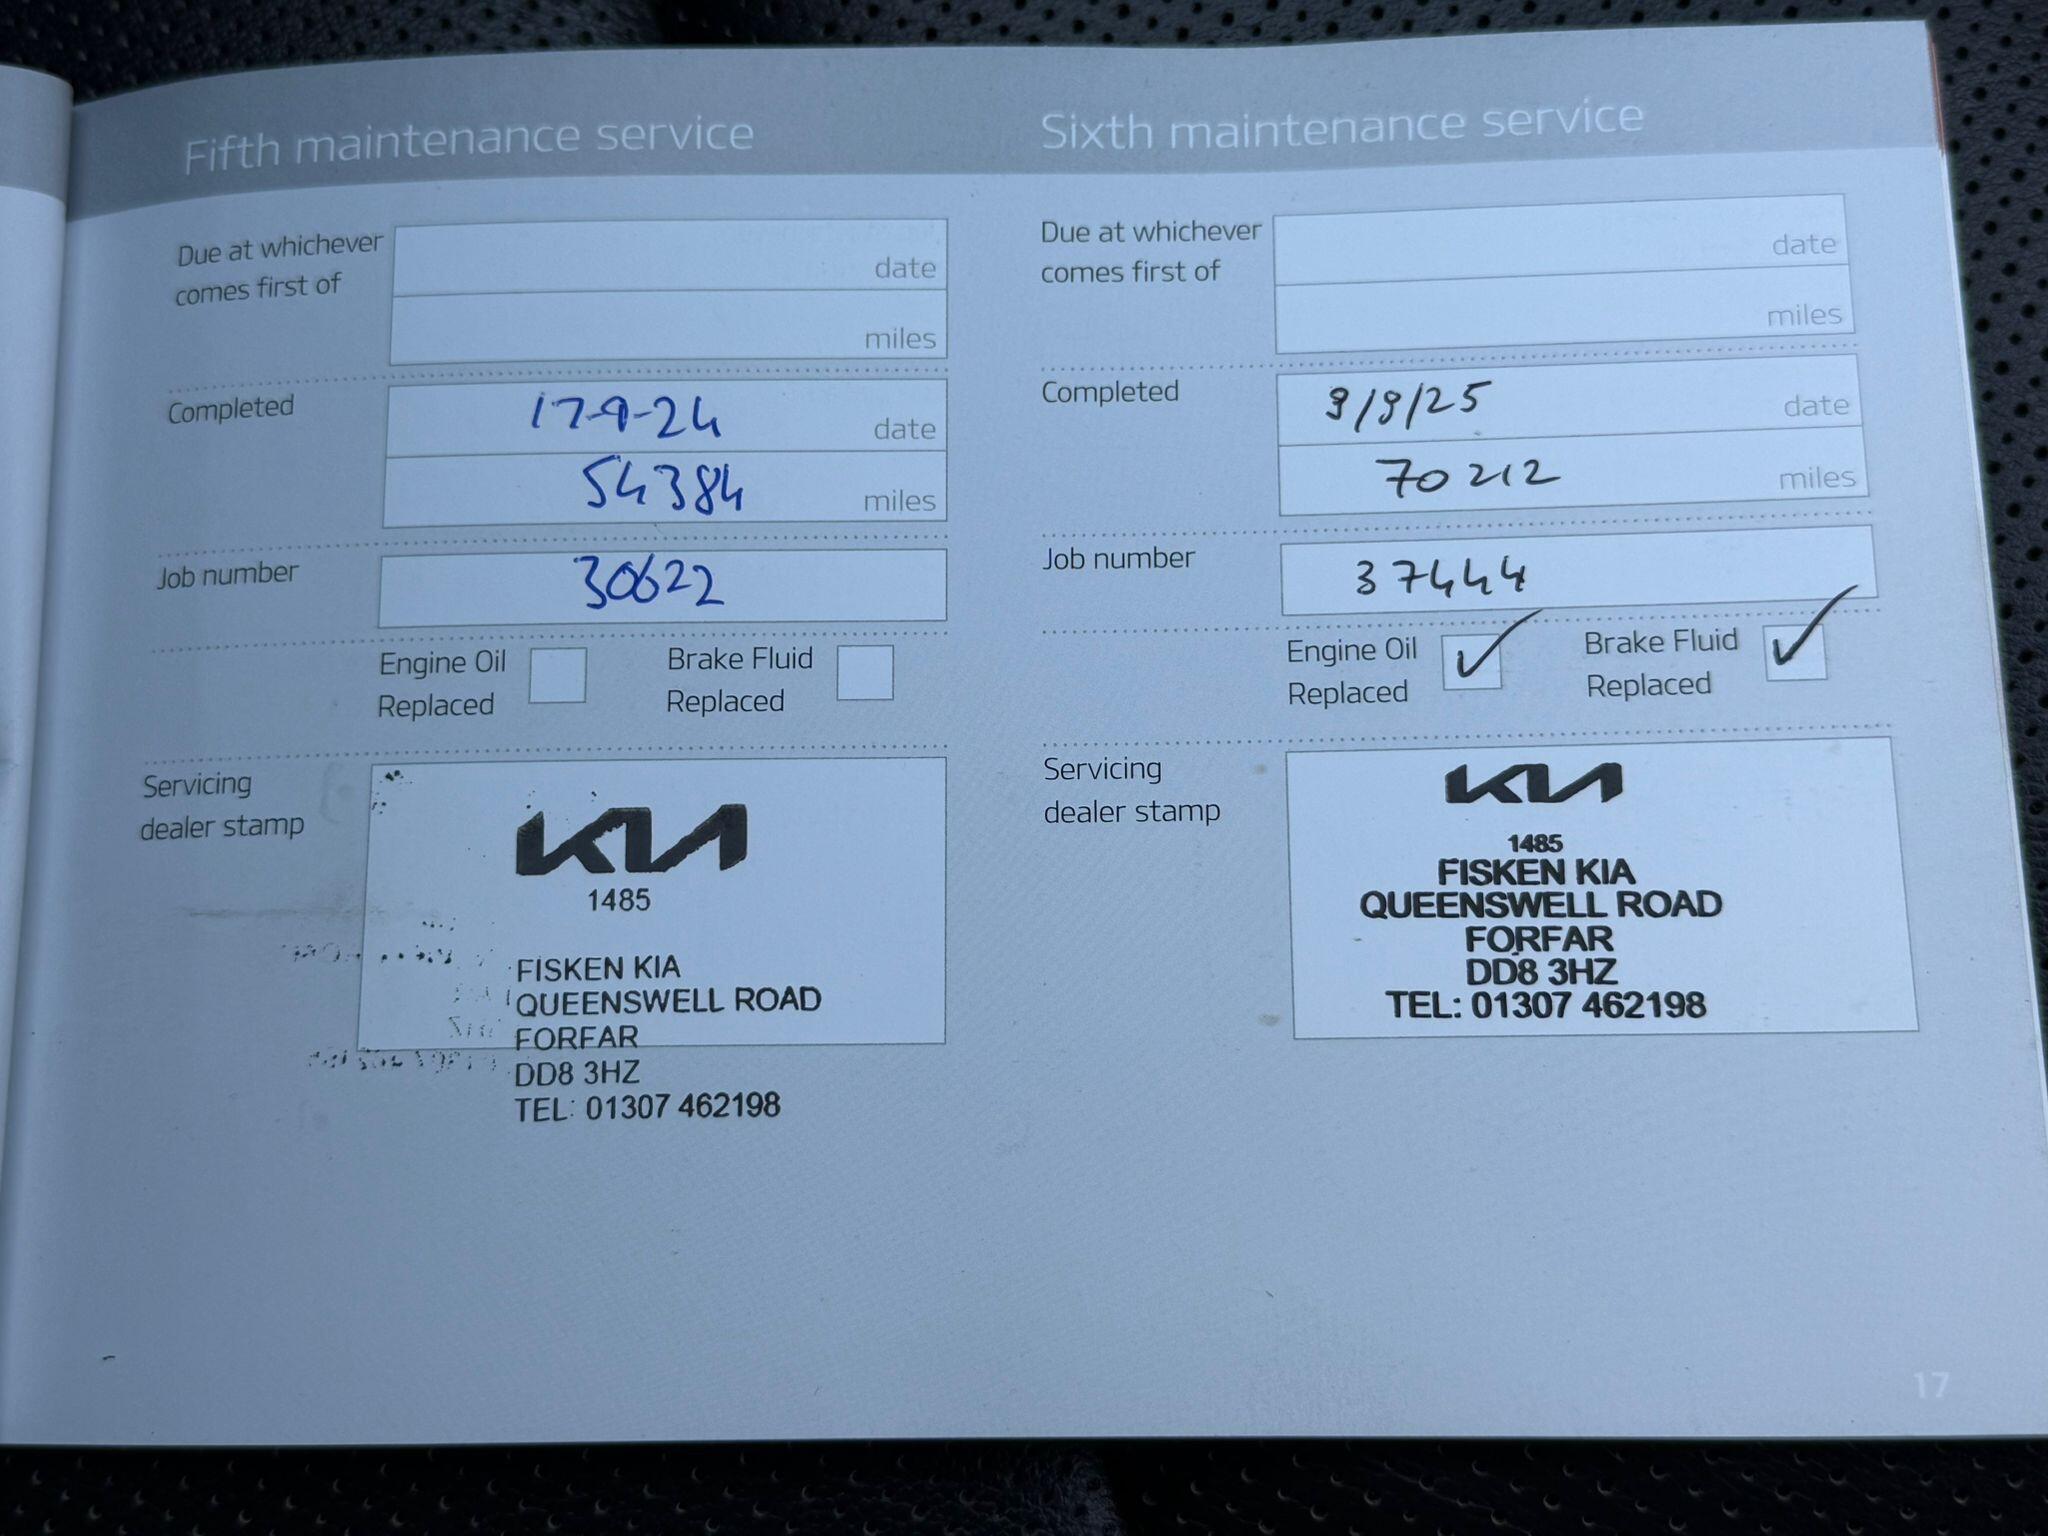 Fifth maintenance service
Due at whichever
comes first of
date
miles
Completed
17-9-24 date
54384 miles
Job number
30622
Engine Oil
Replaced
Brake Fluid
Replaced
Servicing
dealer stamp
KIA
1485
FISKEN KIA
QUEENSWELL ROAD
FORFAR
DD8 3HZ
TEL: 01307 462198
Sixth maintenance service
Due at whichever
comes first of
date
miles
Completed
9/9/25 date
70212 miles
Job number
37444
Engine Oil
Replaced
Brake Fluid
Replaced
Servicing
dealer stamp
KIA
1485
FISKEN KIA
QUEENSWELL ROAD
FORFAR
DD8 3HZ
TEL: 01307 462198
17